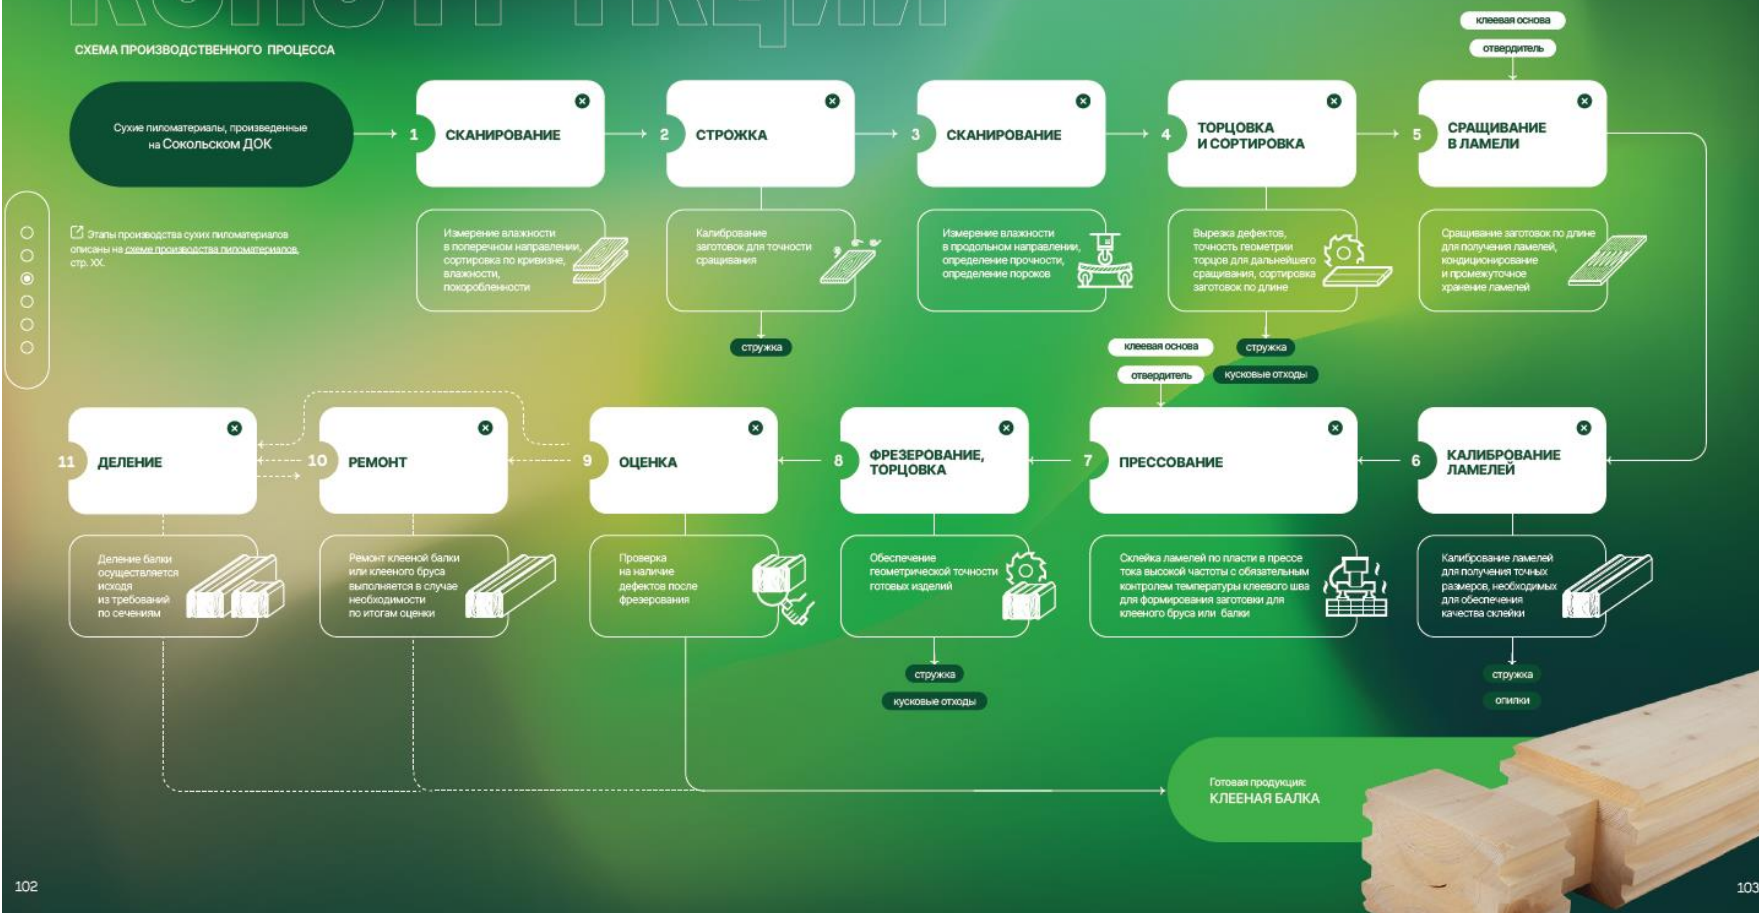 КОНСТРУКЦИИ
СХЕМА ПРОИЗВОДСТВЕННОГО ПРОЦЕССА
клеевая основа
отвердитель
Сухие пиломатериалы, произведенные
на Сокольском ДОК
1
СКАНИРОВАНИЕ
2
СТРОЖКА
3
СКАНИРОВАНИЕ
4
ТОРЦОВКА
И СОРТИРОВКА
5
СРАЩИВАНИЕ
В ЛАМЕЛИ
Этапы производства сухих пиломатериалов
описаны на схеме производства пиломатериалов,
стр. XX.
Измерение влажности
в поперечном направлении,
сортировка по кривизне,
влажности,
покоробленности
Калибрование
заготовок для точности
сращивания
Измерение влажности
в продольном направлении,
определение прочности,
определение пороков
Вырезка дефектов,
точность геометрии
торцов для дальнейшего
сращивания, сортировка
заготовок по длине
Сращивание заготовок по длине
для получения ламелей,
кондиционирование
и промежуточное
хранение ламелей
стружка
клеевая основа
отвердитель
стружка
кусковые отходы
11
ДЕЛЕНИЕ
10
РЕМОНТ
9
ОЦЕНКА
8
ФРЕЗЕРОВАНИЕ,
ТОРЦОВКА
7
ПРЕССОВАНИЕ
6
КАЛИБРОВАНИЕ
ЛАМЕЛЕЙ
Деление балки
осуществляется
исходя
из требований
по сечениям
Ремонт клееной балки
или клееного бруса
выполняется в случае
необходимости
по итогам оценки
Проверка
на наличие
дефектов после
фрезерования
Обеспечение
геометрической точности
готовых изделий
Склейка ламелей по пласти в прессе
тока высокой частоты с обязательным
контролем температуры клеевого шва
для формирования заготовки для
клееного бруса или балки
Калибрование ламелей
для получения точных
размеров, необходимых
для обеспечения
качества склейки
стружка
кусковые отходы
стружка
опилки
Готовая продукция:
КЛЕЕНАЯ БАЛКА
102
103